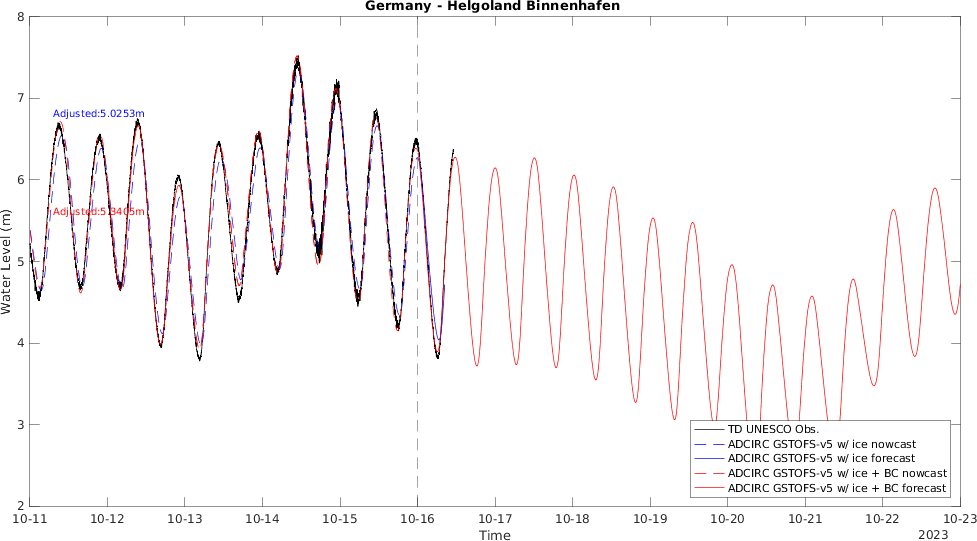 Germany - Helgoland Binnenhafen
8
7
6
5
4
3
2
Water Level (m)
Adjusted:5.0253m
Adjusted:5.3405m
TD UNESCO Obs.
ADCIRC GSTOFS-v5 w/ ice nowcast
ADCIRC GSTOFS-v5 w/ ice forecast
ADCIRC GSTOFS-v5 w/ ice + BC nowcast
ADCIRC GSTOFS-v5 w/ ice + BC forecast
10-11 10-12 10-13 10-14 10-15 10-16 10-17 10-18 10-19 10-20 10-21 10-22 10-23
Time
2023